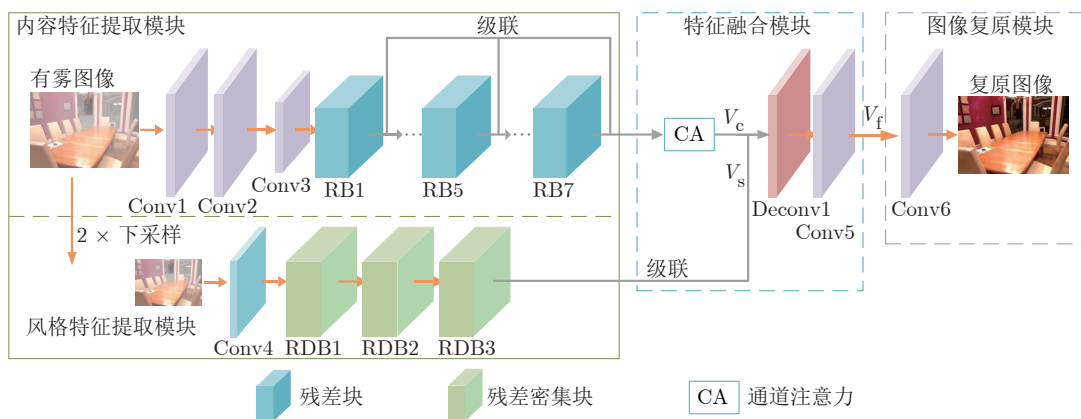 内容特征提取模块
级联
特征融合模块
图像复原模块
有雾图像
复原图像
CA
V_c
V_f
V_s
Conv1
Conv2
Conv3
RB1
RB5
RB7
Deconv1
Conv5
Conv6
2 × 下采样
级联
风格特征提取模块
Conv4
RDB1
RDB2
RDB3
残差块
残差密集块
CA
通道注意力